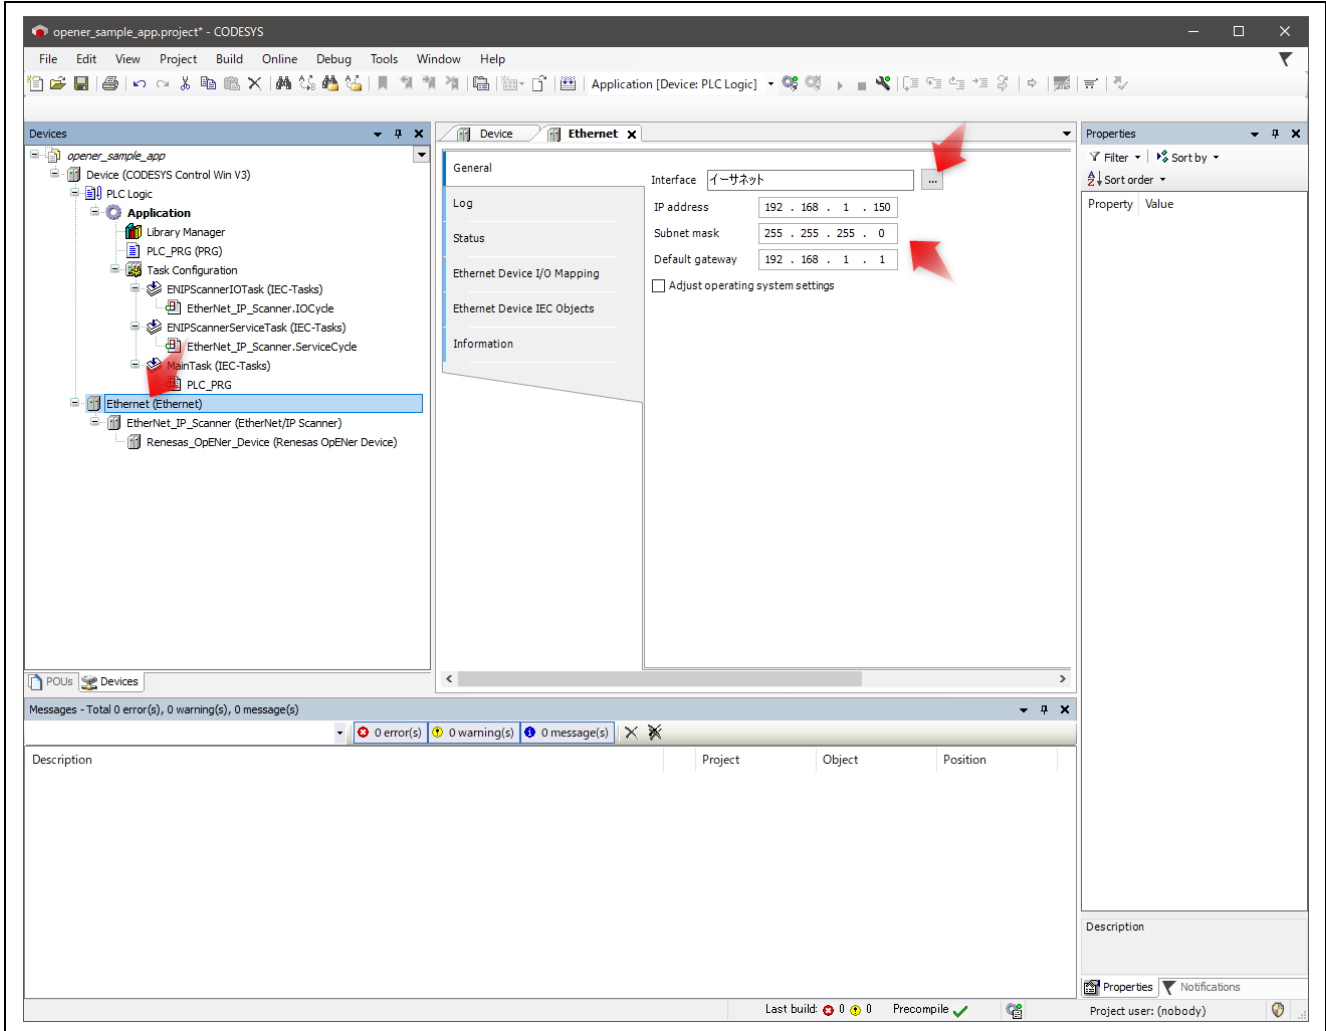 opener_sample_app.project* - CODESYS
File Edit View Project Build Online Debug Tools Window Help
Application [Device: PLC Logic]
Devices
opener_sample_app
Device (CODESYS Control Win V3)
PLC Logic
Application
Library Manager
PLC_PRG (PRG)
Task Configuration
ENIPScannerIOTask (IEC-Tasks)
EtherNet_IP_Scanner.IOCycle
ENIPScannerServiceTask (IEC-Tasks)
EtherNet_IP_Scanner.ServiceCycle
MainTask (IEC-Tasks)
PLC_PRG
Ethernet (Ethernet)
EtherNet_IP_Scanner (EtherNet/IP Scanner)
Renesas_OpENer_Device (Renesas OpENer Device)
POUs Devices
Device Ethernet
General
Log
Status
Ethernet Device I/O Mapping
Ethernet Device IEC Objects
Information
Interface イーサネット ...
IP address 192 . 168 . 1 . 150
Subnet mask 255 . 255 . 255 . 0
Default gateway 192 . 168 . 1 . 1
Adjust operating system settings
Properties
Filter Sort by
Sort order
Property Value
Description
Properties Notifications
Messages - Total 0 error(s), 0 warning(s), 0 message(s)
0 error(s) 0 warning(s) 0 message(s)
Description Project Object Position
Last build: 0 0 Precompile Project user: (nobody)